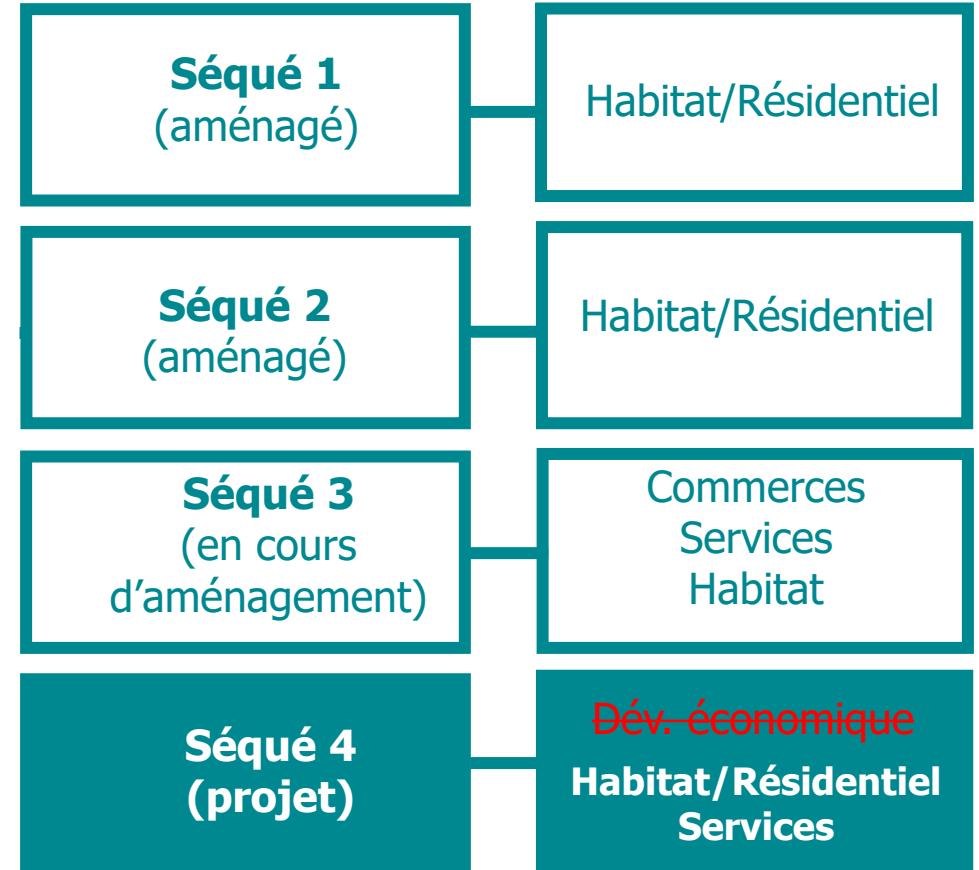 Séqué 1
(aménagé)
Habitat/Résidentiel
Séqué 2
(aménagé)
Habitat/Résidentiel
Séqué 3
(en cours
d’aménagement)
Commerces
Services
Habitat
Séqué 4
(projet)
Dév. économique
Habitat/Résidentiel
Services